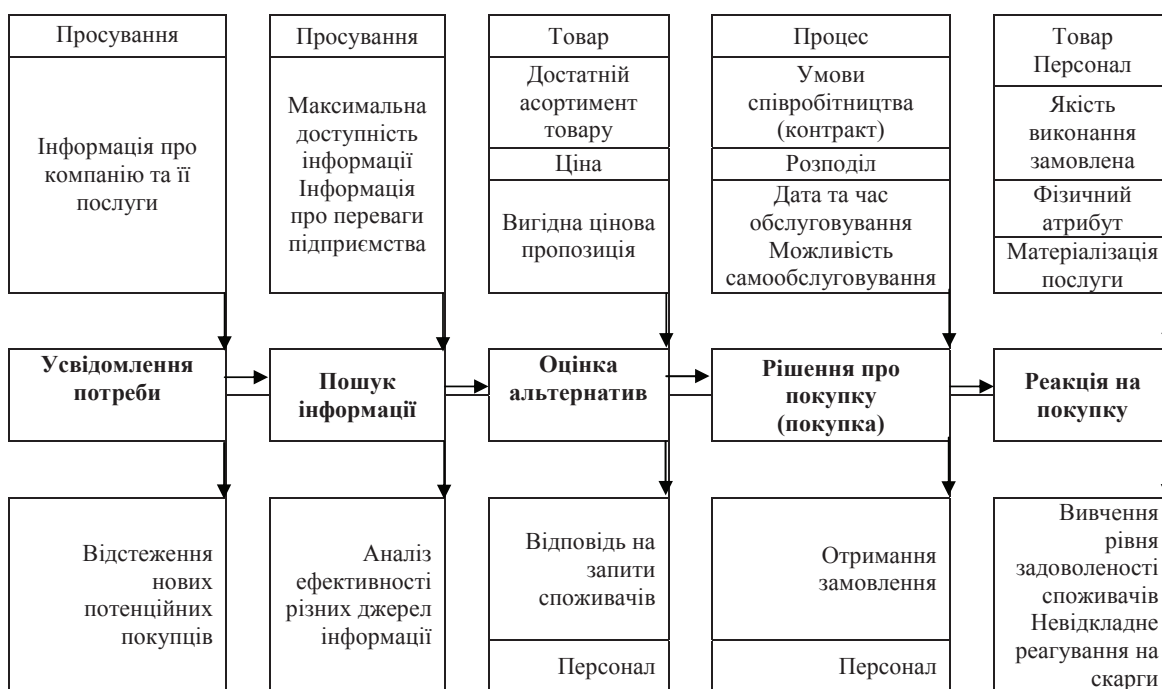 Просування
Інформація про
компанію та її
послуги
Просування
Максимальна
доступність
інформації
Інформація
про переваги
підприємства
Товар
Достатній
асортимент
товару
Ціна
Вигідна цінова
пропозиція
Процес
Умови
співробітництва
(контракт)
Розподіл
Дата та час
обслуговування
Можливість
самообслуговування
Товар
Персонал
Якість
виконання
замовлена
Фізичний
атрибут
Матеріалізація
послуги
Усвідомлення
потреби
Пошук
інформації
Оцінка
альтернатив
Рішення про
покупку
(покупка)
Реакція на
покупку
Відстеження
нових
потенційних
покупців
Аналіз
ефективності
різних джерел
інформації
Відповідь на
запити
споживачів
Персонал
Отримання
замовлення
Персонал
Вивчення
рівня
задоволеності
споживачів
Невідкладне
реагування на
скарги